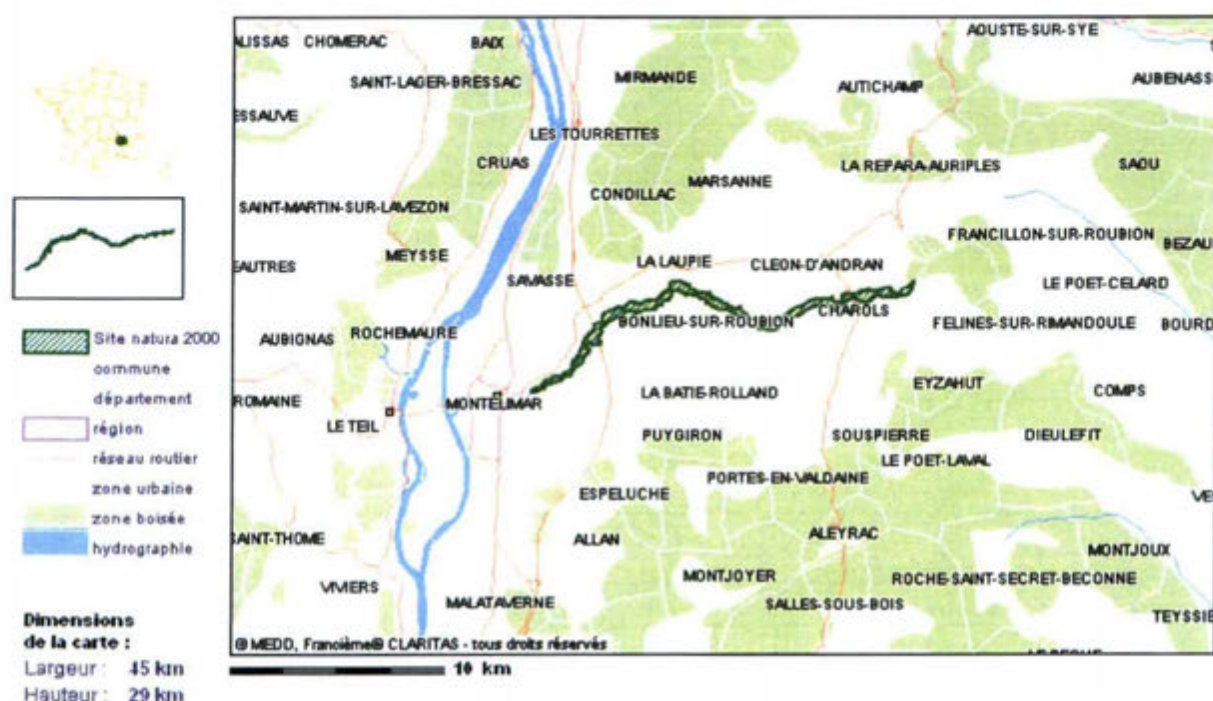 ALISSAS CHOMERAC BAIX AOUSTE-SUR-SYE
SAINT-LAGER-BRESSAC MIRMANDE AUTICHAMP AUBENASS
ESSAUVE LES TOURRETTES
CRUAS LA REPARA-AURIPLES SAOU
CONDILLAC MARSANNE
SAINT-MARTIN-SUR-LAVEZON
MEYSSE FRANCILLON-SUR-ROUBION BEZAU
EAUTRES SAVASSE LA LAUPIE CLEON-D'ANDRAN LE POET-CELARD
AUBIGNAS ROCHEMAURE BONLIEU-SUR-ROUBION CHAROLS FELINES-SUR-RIMANDOULE BOURD
ROMAINE MONTELIMAR LA BATIE-ROLLAND EYZAHUT COMPS
LE TEIL PUYGIRON SOUSPIERRE DIEULEFIT
LE POET-LAVAL
PORTES-EN-VALDAINE
ESPELUCHE VE
SAINT-THOME ALLAN ALEYRAC MONTJOUX
VIVIERS MONTJOYER ROCHE-SAINT-SECRET-BECONNE
MALATAVERNE SALLES-SOUS-BOIS TEYSSIE
@ MEDD, Francième@ CLARITAS - tous droits réservés
10 km
Site natura 2000
commune
département
région
réseau routier
zone urbaine
zone boisée
hydrographie
Dimensions
de la carte :
Largeur : 45 km
Hauteur : 29 km